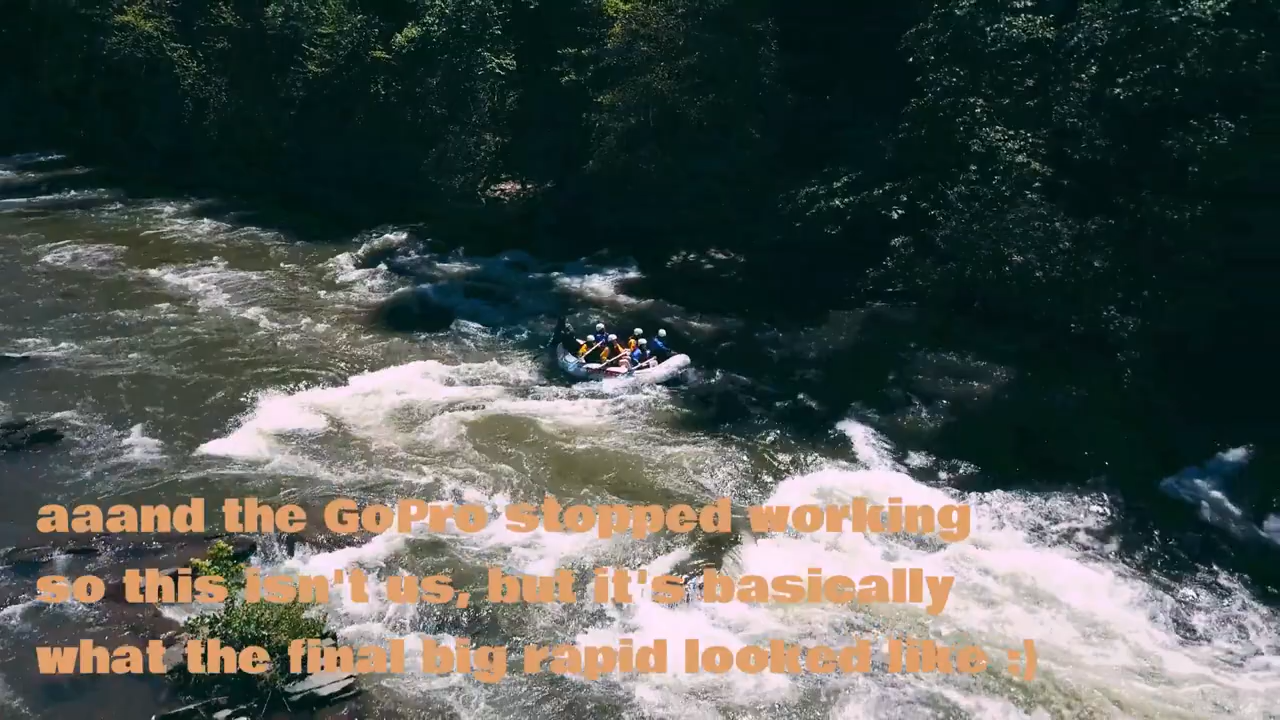 aaand the GoPro stopped working
so this isn't us, but it's basically
what the final big rapid looked like :)